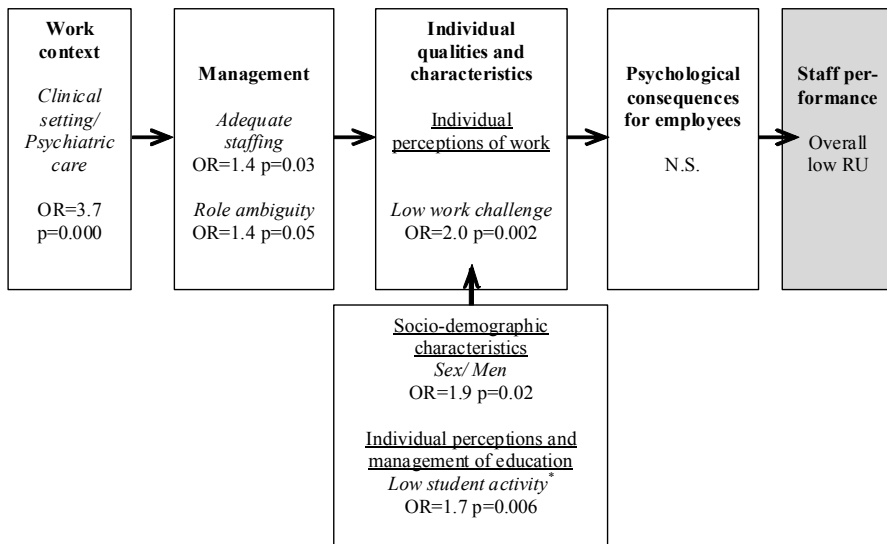 Work
context
Clinical
setting/
Psychiatric
care
OR=3.7
p=0.000
Management
Adequate
staffing
OR=1.4 p=0.03
Role ambiguity
OR=1.4 p=0.05
Individual
qualities and
characteristics
Individual
perceptions of work
Low work challenge
OR=2.0 p=0.002
Psychological
consequences
for employees
N.S.
Staff per-
formance
Overall
low RU
Socio-demographic
characteristics
Sex/ Men
OR=1.9 p=0.02
Individual perceptions and
management of education
Low student activity*
OR=1.7 p=0.006